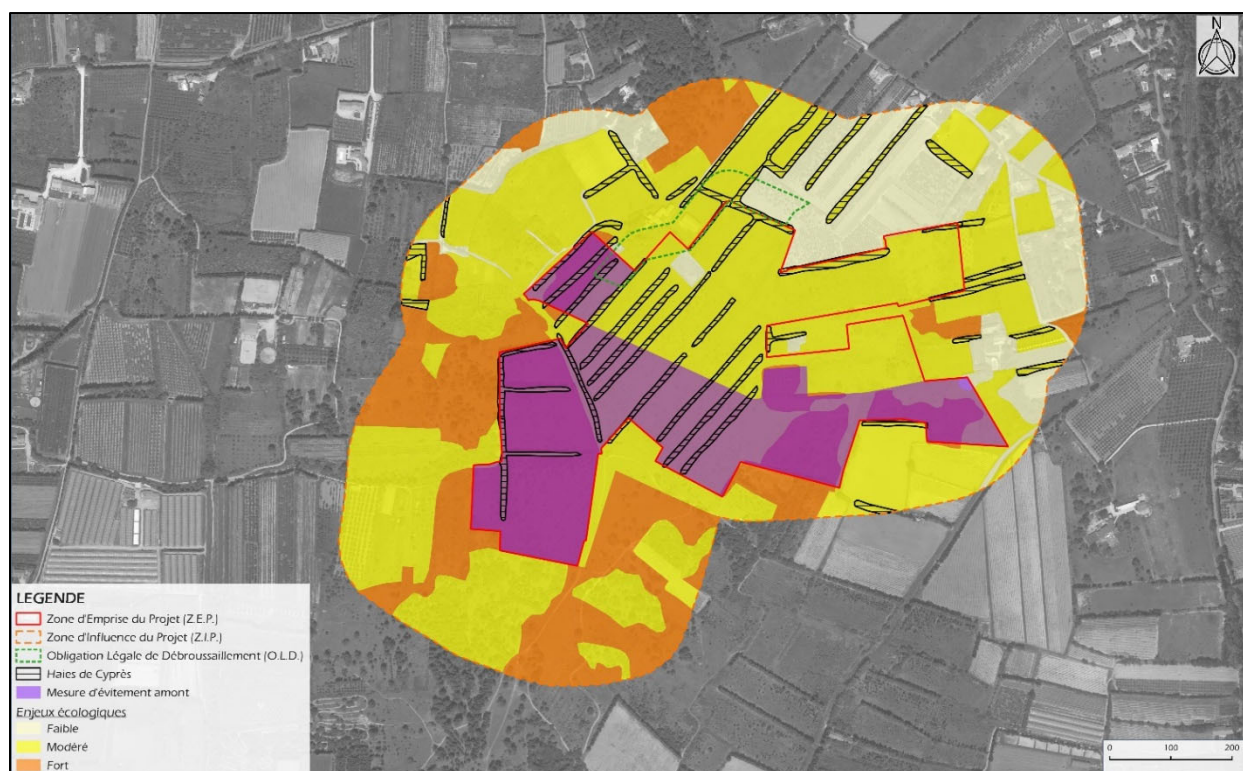 N
LEGENDE
Zone d'Emprise du Projet (Z.E.P.)
Zone d'Influence du Projet (Z.I.P.)
Obligation Légale de Débroussaillement (O.L.D.)
Haies de Cyprès
Mesure d'évitement amont
Enjeux écologiques
Faible
Modéré
Fort
0 100 200